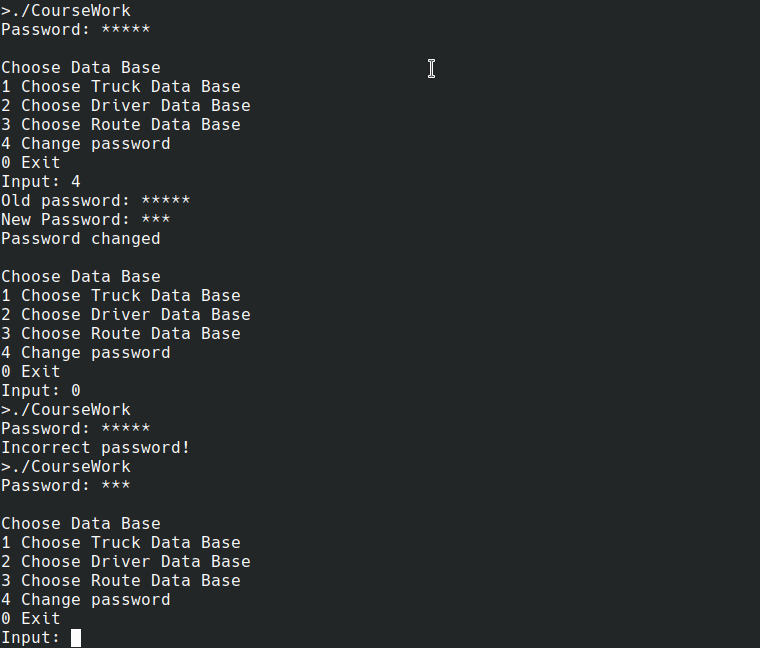 >./CourseWork
Password: *****
Choose Data Base
1 Choose Truck Data Base
2 Choose Driver Data Base
3 Choose Route Data Base
4 Change password
0 Exit
Input: 4
Old password: *****
New Password: ***
Password changed
Choose Data Base
1 Choose Truck Data Base
2 Choose Driver Data Base
3 Choose Route Data Base
4 Change password
0 Exit
Input: 0
>./CourseWork
Password: *****
Incorrect password!
>./CourseWork
Password: ***
Choose Data Base
1 Choose Truck Data Base
2 Choose Driver Data Base
3 Choose Route Data Base
4 Change password
0 Exit
Input: